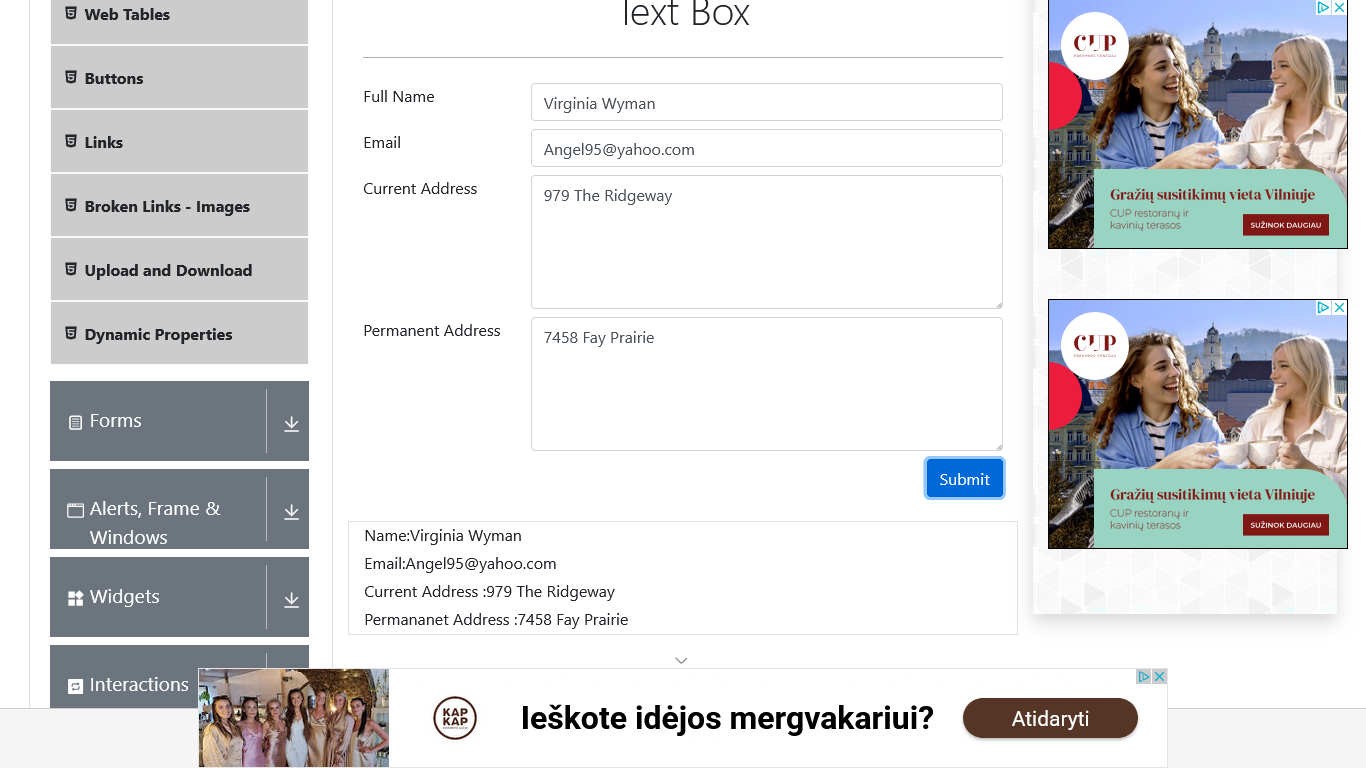 Web Tables
Buttons
Links
Broken Links - Images
Upload and Download
Dynamic Properties
Forms
Alerts, Frame &
Windows
Widgets
Interactions
Text Box
Full Name
Virginia Wyman
Email
Angel95@yahoo.com
Current Address
979 The Ridgeway
Permanent Address
7458 Fay Prairie
Submit
Name:Virginia Wyman
Email:Angel95@yahoo.com
Current Address :979 The Ridgeway
Permananet Address :7458 Fay Prairie
CUP
Gražių susitikimų vieta Vilniuje
CUP restoranų ir
kavinių terasos
SUŽINOK DAUGIAU
CUP
Gražių susitikimų vieta Vilniuje
CUP restoranų ir
kavinių terasos
SUŽINOK DAUGIAU
KAP
KAP
Ieškote idėjos mergvakariui?
Atidaryti